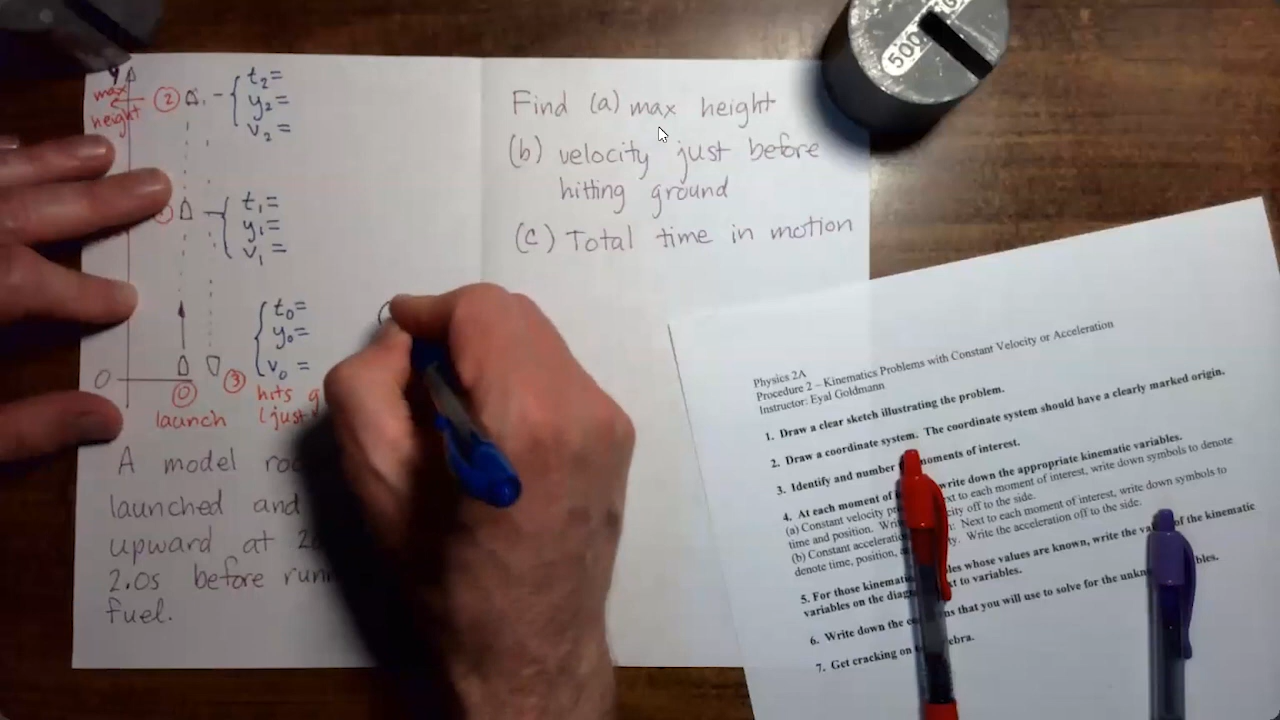 y
max
height
2
t₂=
y₂=
v₂=
t₁=
y₁=
v₁=
t₀=
y₀=
v₀=
0
0
3
hits
launch
(just
A model
launched and
upward at
2.0s before
fuel.
Find (a) max height
(b) velocity just before
hitting ground
(c) Total time in motion
500
Physics 2A
Procedure 2 – Kinematics Problems with Constant Velocity or Acceleration
Instructor: Eyal Goldmann
1. Draw a clear sketch illustrating the problem.
2. Draw a coordinate system. The coordinate system should have a clearly marked origin.
3. Identify and number moments of interest.
4. At each moment of write down the appropriate kinematic variables.
(a) Constant velocity next to each moment of interest, write down symbols to denote
time and position. off to the side.
(b) Constant Next to each moment of interest, write down symbols to
denote time, position, Write the acceleration off to the side.
5. For those whose values are known, write the of the kinematic
variables on the next to variables.
6. Write down the that you will use to solve for the
7. Get cracking on